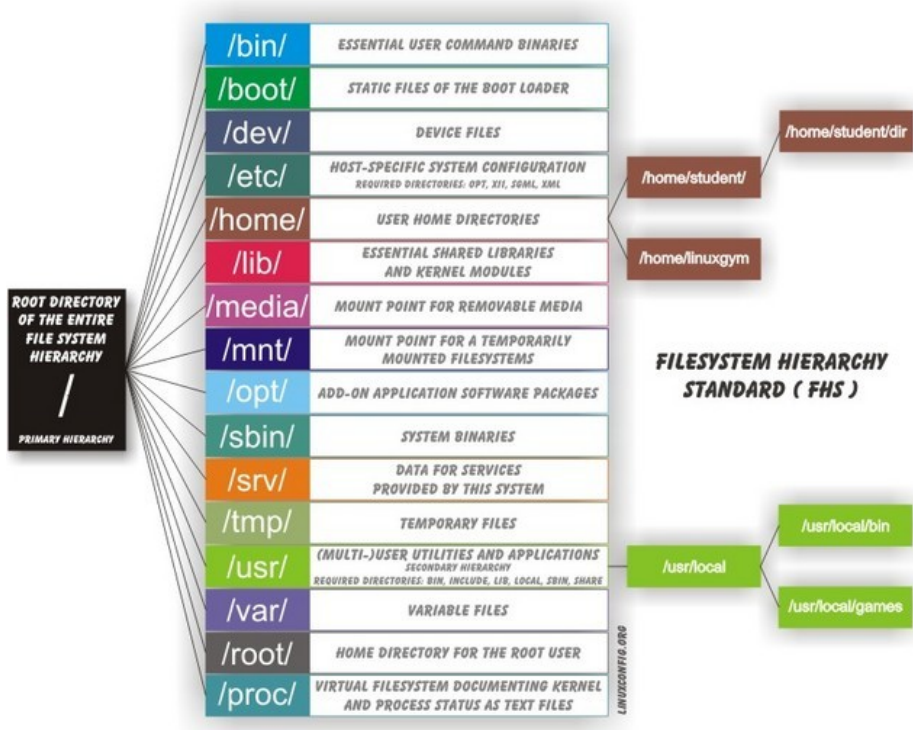 ROOT DIRECTORY
OF THE ENTIRE
FILE SYSTEM
HIERARCHY
/
PRIMARY HIERARCHY
/bin/
ESSENTIAL USER COMMAND BINARIES
/boot/
STATIC FILES OF THE BOOT LOADER
/dev/
DEVICE FILES
/etc/
HOST-SPECIFIC SYSTEM CONFIGURATION
REQUIRED DIRECTORIES: OPT, XII, SGML, XML
/home/
USER HOME DIRECTORIES
/home/student/
/home/student/dir
/home/linuxgym
/lib/
ESSENTIAL SHARED LIBRARIES
AND KERNEL MODULES
/media/
MOUNT POINT FOR REMOVABLE MEDIA
/mnt/
MOUNT POINT FOR A TEMPORARILY
MOUNTED FILESYSTEMS
/opt/
ADD-ON APPLICATION SOFTWARE PACKAGES
/sbin/
SYSTEM BINARIES
/srv/
DATA FOR SERVICES
PROVIDED BY THIS SYSTEM
/tmp/
TEMPORARY FILES
/usr/
(MULTI-)USER UTILITIES AND APPLICATIONS
SECONDARY HIERARCHY
REQUIRED DIRECTORIES: BIN, INCLUDE, LIB, LOCAL, SBIN, SHARE
/usr/local
/usr/local/bin
/usr/local/games
/var/
VARIABLE FILES
/root/
HOME DIRECTORY FOR THE ROOT USER
/proc/
VIRTUAL FILESYSTEM DOCUMENTING KERNEL
AND PROCESS STATUS AS TEXT FILES
FILESYSTEM HIERARCHY
STANDARD ( FHS )
LINUXCONFIG.ORG